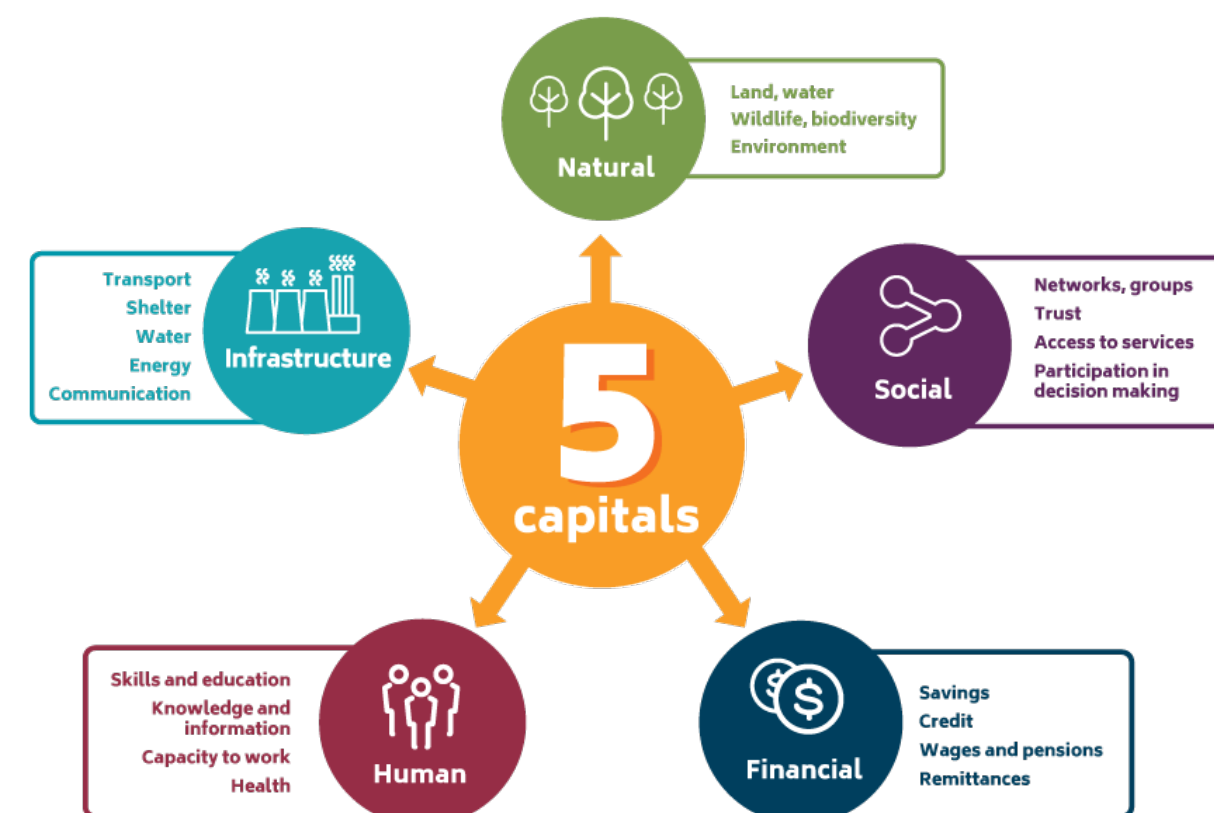 Natural
Land, water
Wildlife, biodiversity
Environment
Transport
Shelter
Water
Energy
Communication
Infrastructure
5
capitals
Social
Networks, groups
Trust
Access to services
Participation in
decision making
Skills and education
Knowledge and
information
Capacity to work
Health
Human
Financial
Savings
Credit
Wages and pensions
Remittances